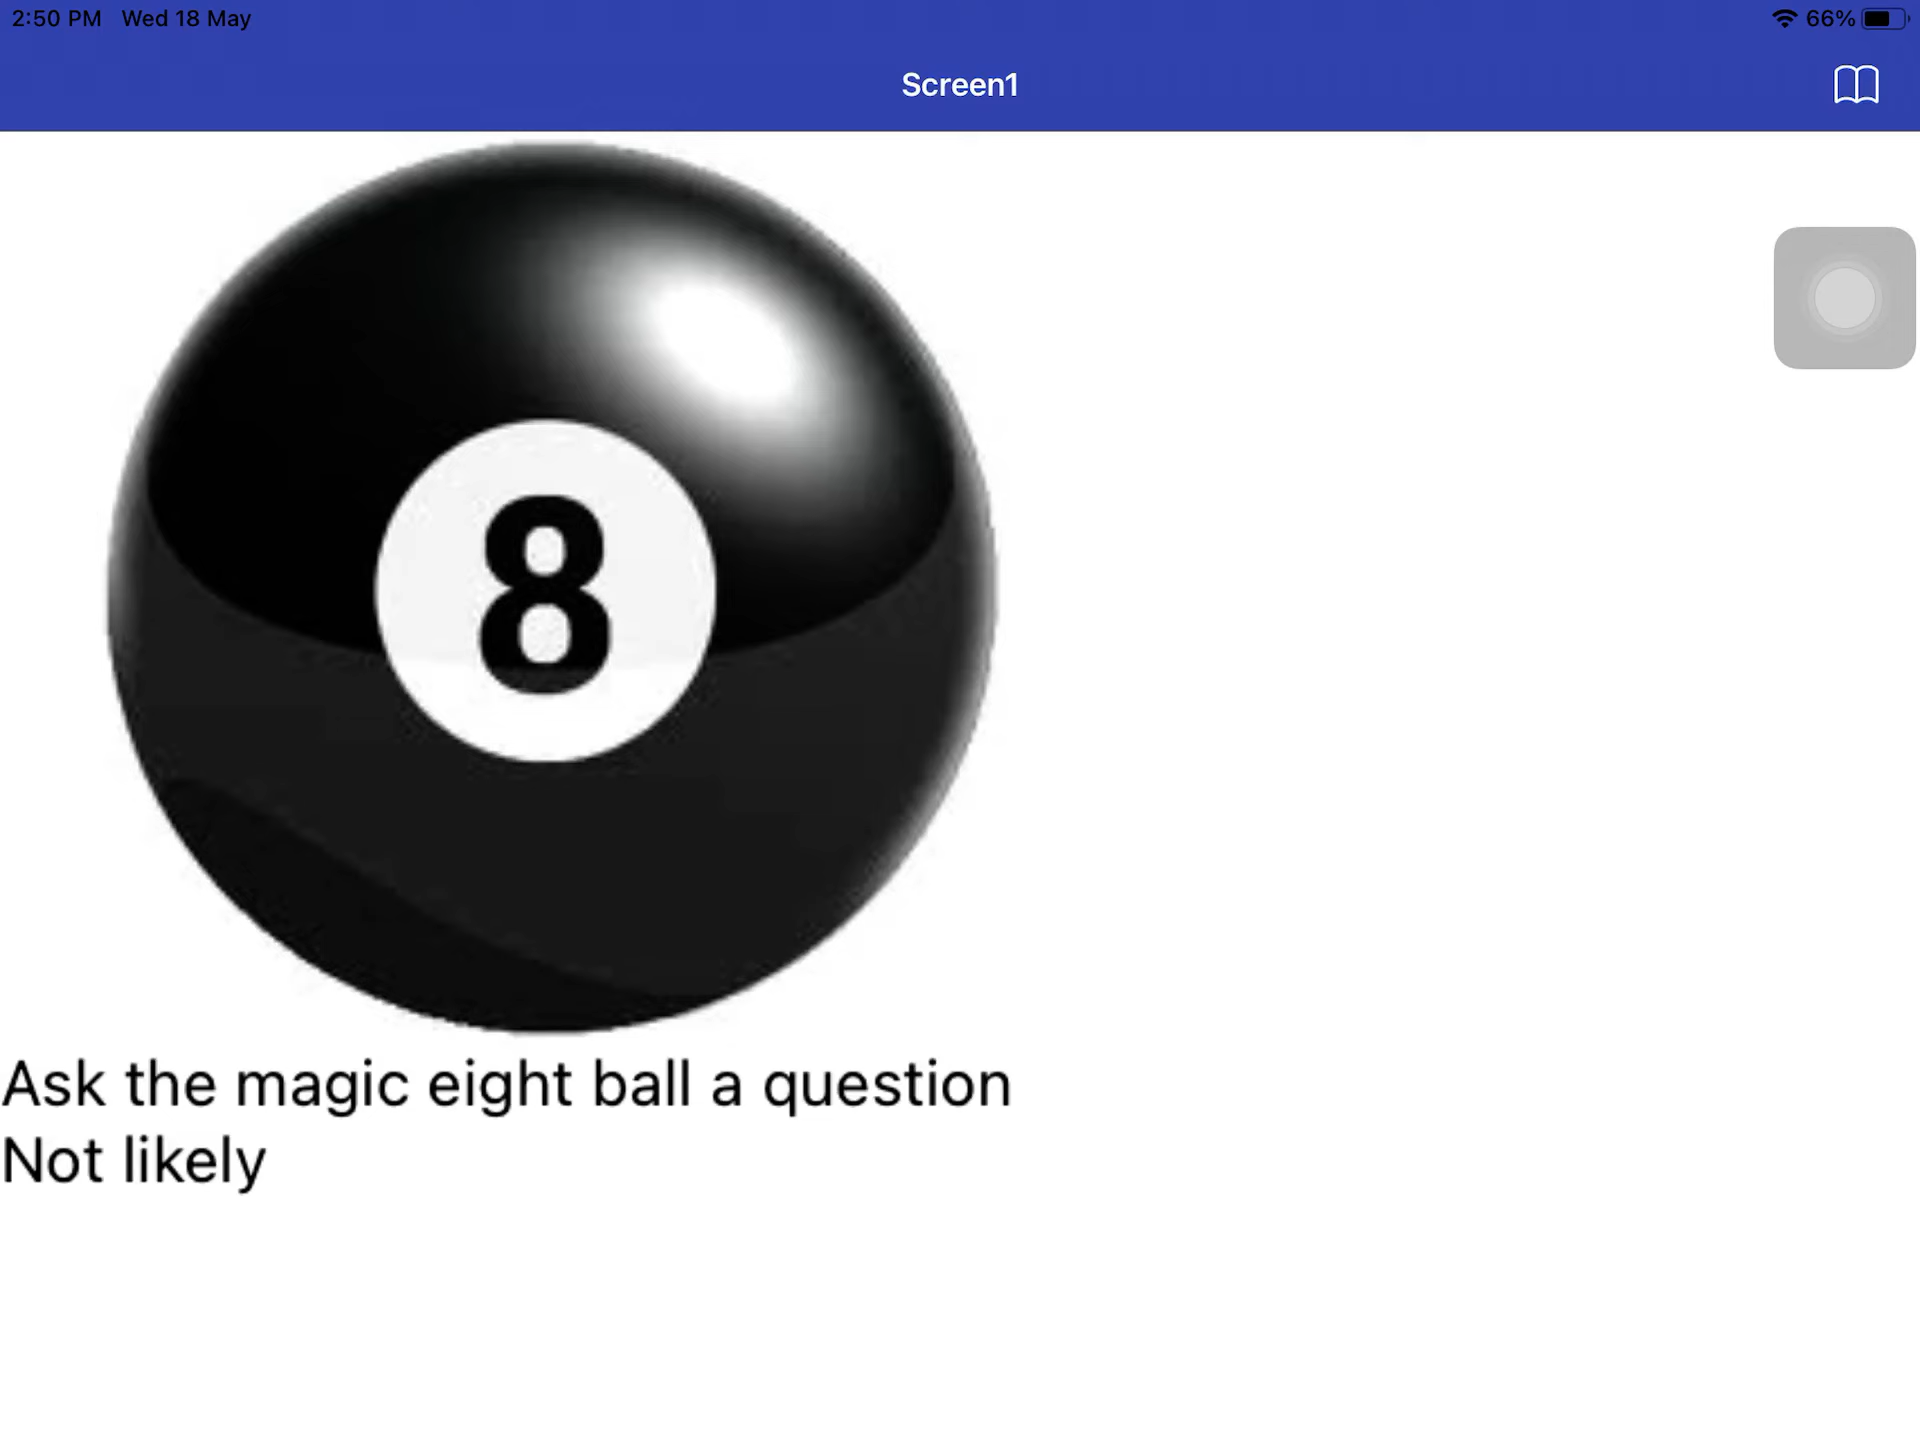 2:50 PM Wed 18 May 66%
Screen1
8
Ask the magic eight ball a question
Not likely